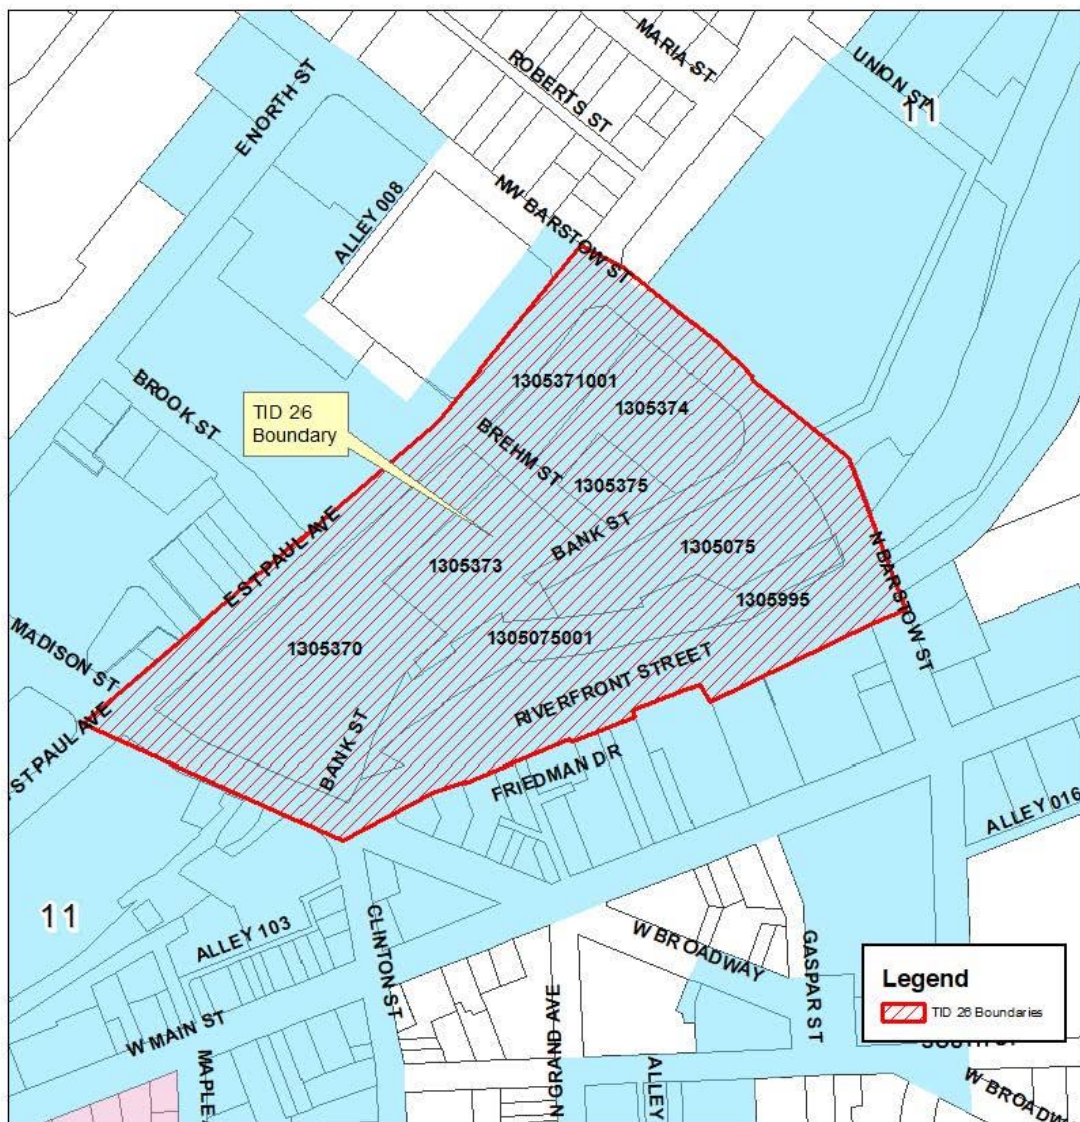 MARIA ST
UNION ST
ROBERTS ST
11
E NORTH ST
NW BARSTOW ST
ALLEY 008
BROOK ST
1305371001
1305374
TID 26
Boundary
BREHM ST
1305375
BANK ST
E ST PAUL AVE
1305373
1305075
N BARSTOW ST
1305995
MADISON ST
1305370
1305075001
RIVERFRONT STREET
ST PAUL AVE
BANK ST
FRIEDMAN DR
ALLEY 016
11
ALLEY 103
CLINTON ST
W BROADWAY
GASPAR ST
Legend
TID 26 Boundaries
W MAIN ST
N GRAND AVE
MAPLE
ALLEY
W BROADW